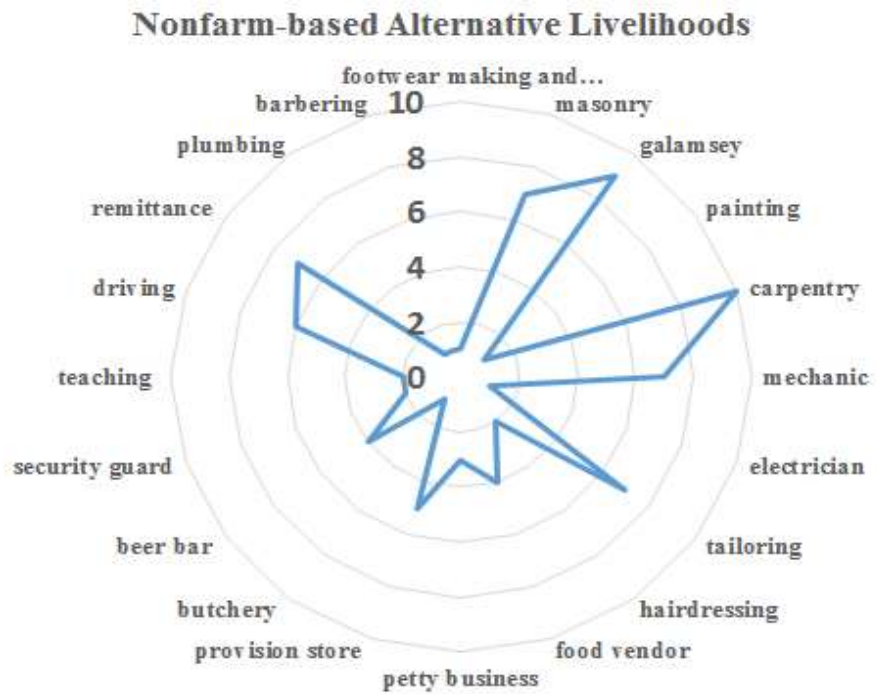 Nonfarm-based Alternative Livelihoods
footwear making and...
masonry
galamsey
painting
carpentry
mechanic
electrician
tailoring
hairdressing
food vendor
petty business
provision store
butchery
beer bar
security guard
teaching
driving
remittance
plumbing
barbering
10
8
6
4
2
0